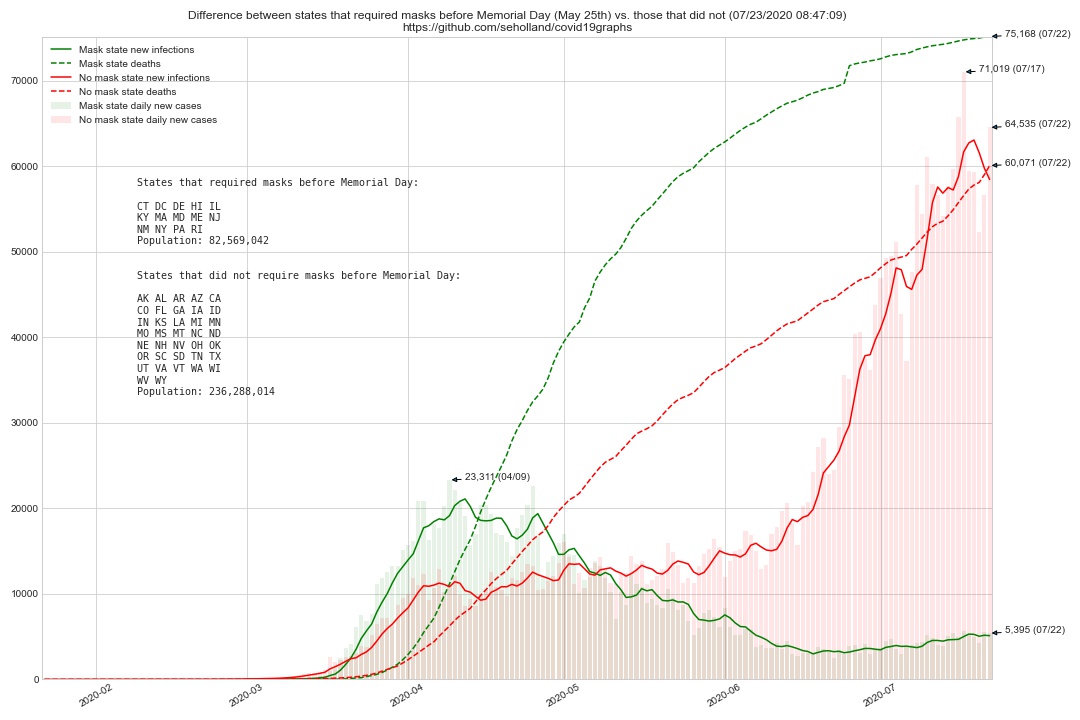 Difference between states that required masks before Memorial Day (May 25th) vs. those that did not (07/23/2020 08:47:09)
https://github.com/seholland/covid19graphs
Mask state new infections
Mask state deaths
No mask state new infections
No mask state deaths
Mask state daily new cases
No mask state daily new cases
States that required masks before Memorial Day:
CT DC DE HI IL
KY MA MD ME NJ
NM NY PA RI
Population: 82,569,042
States that did not require masks before Memorial Day:
AK AL AR AZ CA
CO FL GA IA ID
IN KS LA MI MN
MO MS MT NC ND
NE NH NV OH OK
OR SC SD TN TX
UT VA VT WA WI
WV WY
Population: 236,288,014
75,168 (07/22)
71,019 (07/17)
64,535 (07/22)
60,071 (07/22)
23,311 (04/09)
5,395 (07/22)
70000
60000
50000
40000
30000
20000
10000
0
2020-02
2020-03
2020-04
2020-05
2020-06
2020-07